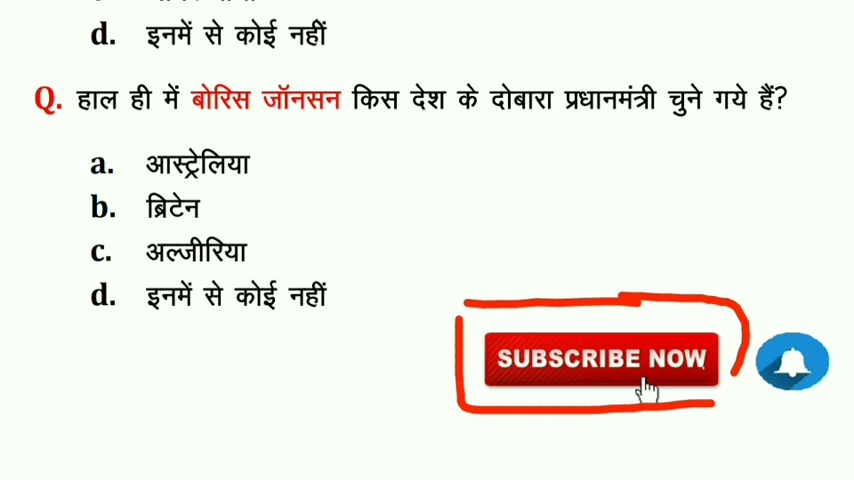 d. इनमें से कोई नहीं
Q. हाल ही में बोरिस जॉनसन किस देश के दोबारा प्रधानमंत्री चुने गये हैं?
a. आस्ट्रेलिया
b. ब्रिटेन
c. अल्जीरिया
d. इनमें से कोई नहीं
SUBSCRIBE NOW